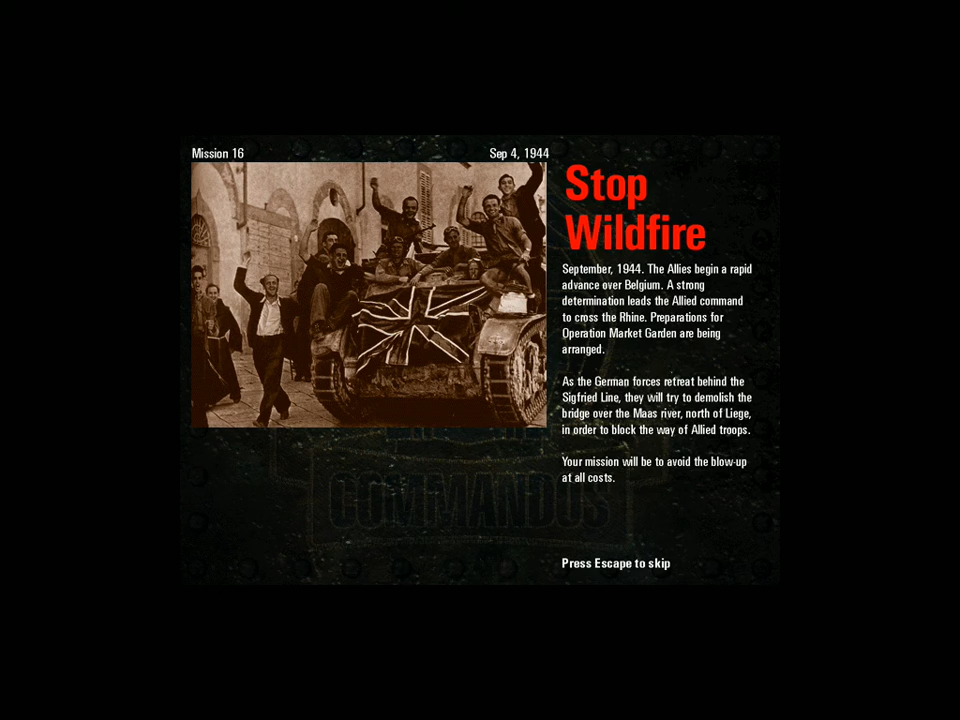 Mission 16
Sep 4, 1944
Stop
Wildfire
September, 1944. The Allies begin a rapid
advance over Belgium. A strong
determination leads the Allied command
to cross the Rhine. Preparations for
Operation Market Garden are being
arranged.
As the German forces retreat behind the
Sigfried Line, they will try to demolish the
bridge over the Maas river, north of Liege,
in order to block the way of Allied troops.
Your mission will be to avoid the blow-up
at all costs.
COMMANDOS
Press Escape to skip